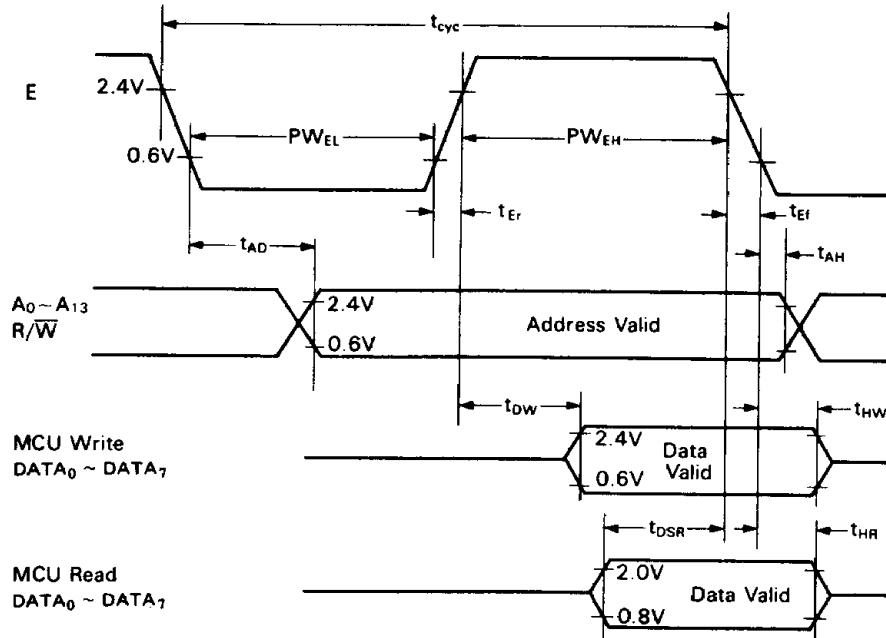 tcyc
E
2.4V
0.6V
PWEL
PWEH
tEr
tEf
tAD
tAH
A0~A13
R/W̅
2.4V
0.6V
Address Valid
tDW
tHW
MCU Write
DATA0 ~ DATA7
2.4V
0.6V
Data
Valid
tDSR
tHR
MCU Read
DATA0 ~ DATA7
2.0V
0.8V
Data Valid